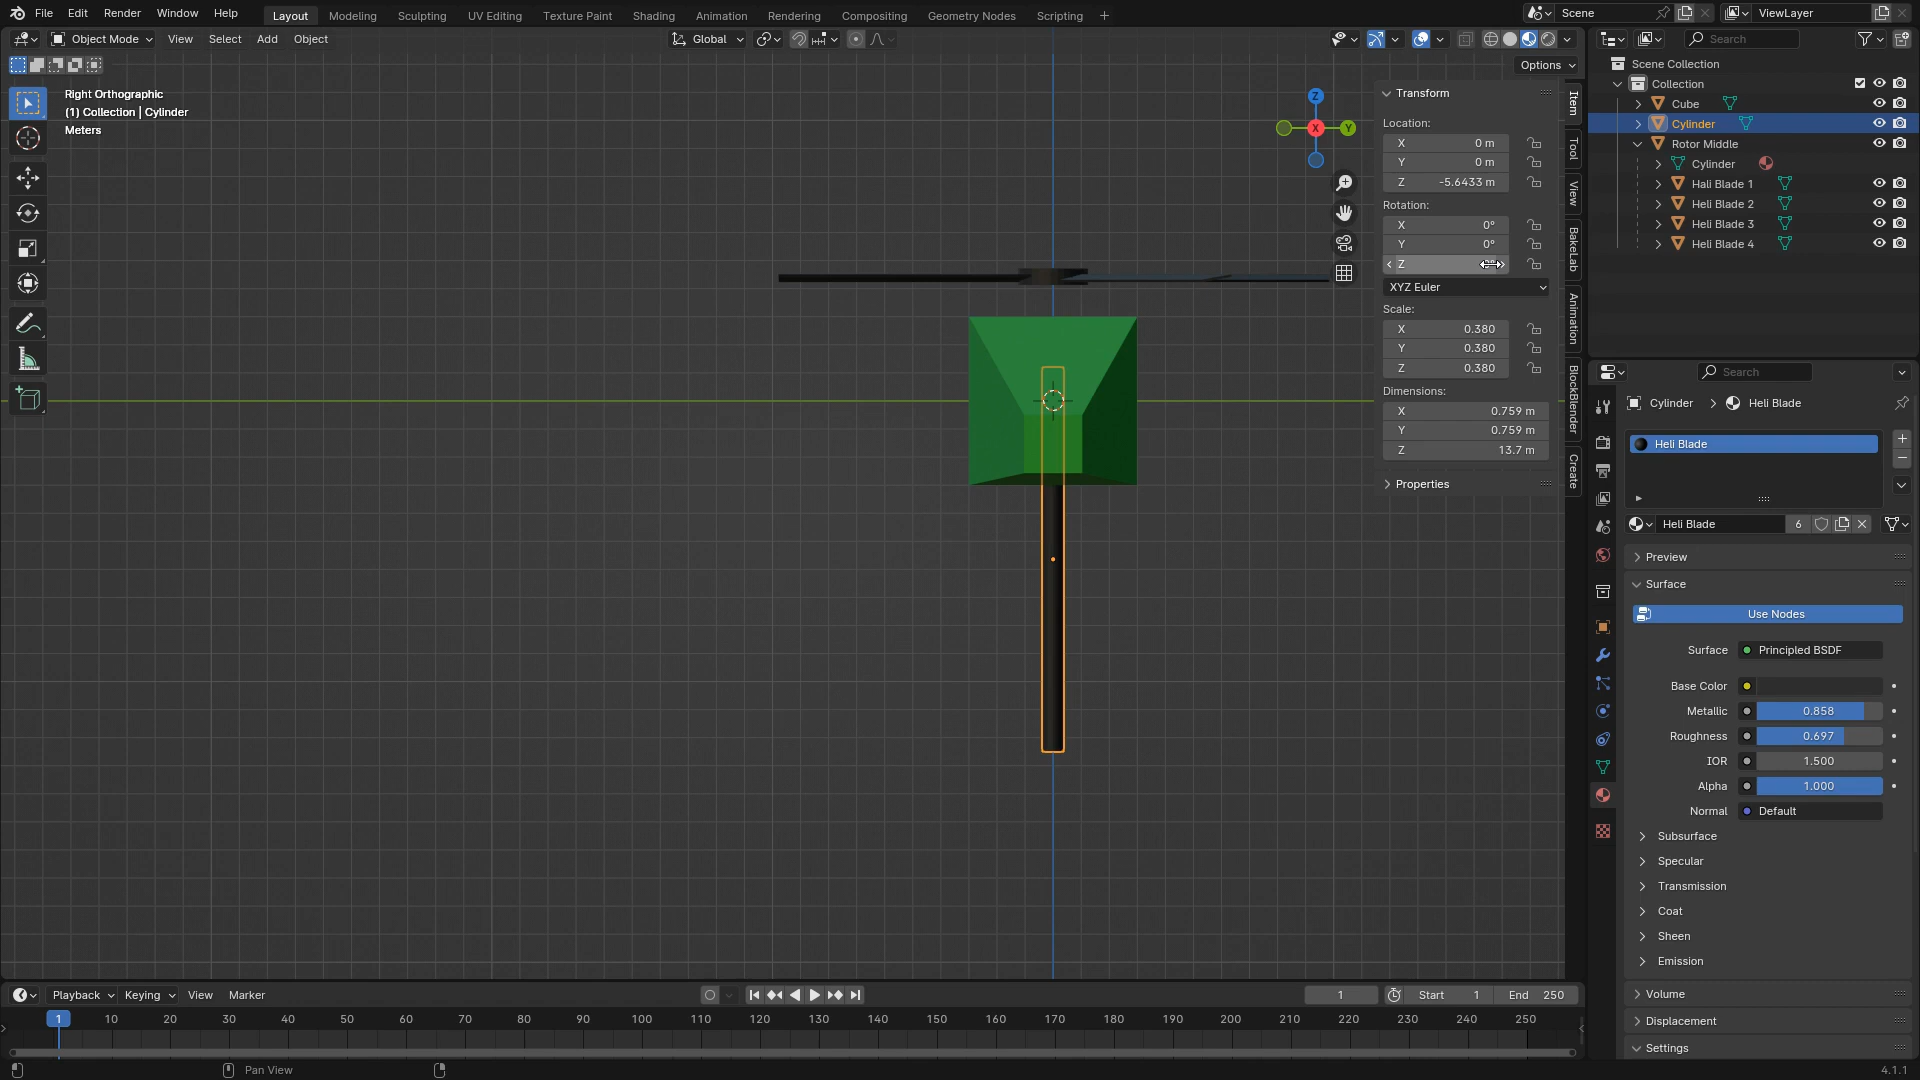 File Edit Render Window Help Layout Modeling Sculpting UV Editing Texture Paint Shading Animation Rendering Compositing Geometry Nodes Scripting + Scene ViewLayer
Object Mode View Select Add Object Global Search
Options
Right Orthographic
(1) Collection | Cylinder
Meters
Z
X
Y
Transform
Location:
X 0 m
Y 0 m
Z -5.6433 m
Rotation:
X 0°
Y 0°
Z
XYZ Euler
Scale:
X 0.380
Y 0.380
Z 0.380
Dimensions:
X 0.759 m
Y 0.759 m
Z 13.7 m
Properties
Item
Tool
View
BakeLab
Animation
BlockBlender
Create
Scene Collection
Collection
Cube
Cylinder
Rotor Middle
Cylinder
Hali Blade 1
Heli Blade 2
Heli Blade 3
Heli Blade 4
Search
Cylinder Heli Blade
Heli Blade
Heli Blade 6
Preview
Surface
Use Nodes
Surface Principled BSDF
Base Color
Metallic 0.858
Roughness 0.697
IOR 1.500
Alpha 1.000
Normal Default
Subsurface
Specular
Transmission
Coat
Sheen
Emission
Volume
Displacement
Settings
Playback Keying View Marker 1 Start 1 End 250
1 10 20 30 40 50 60 70 80 90 100 110 120 130 140 150 160 170 180 190 200 210 220 230 240 250
Pan View 4.1.1